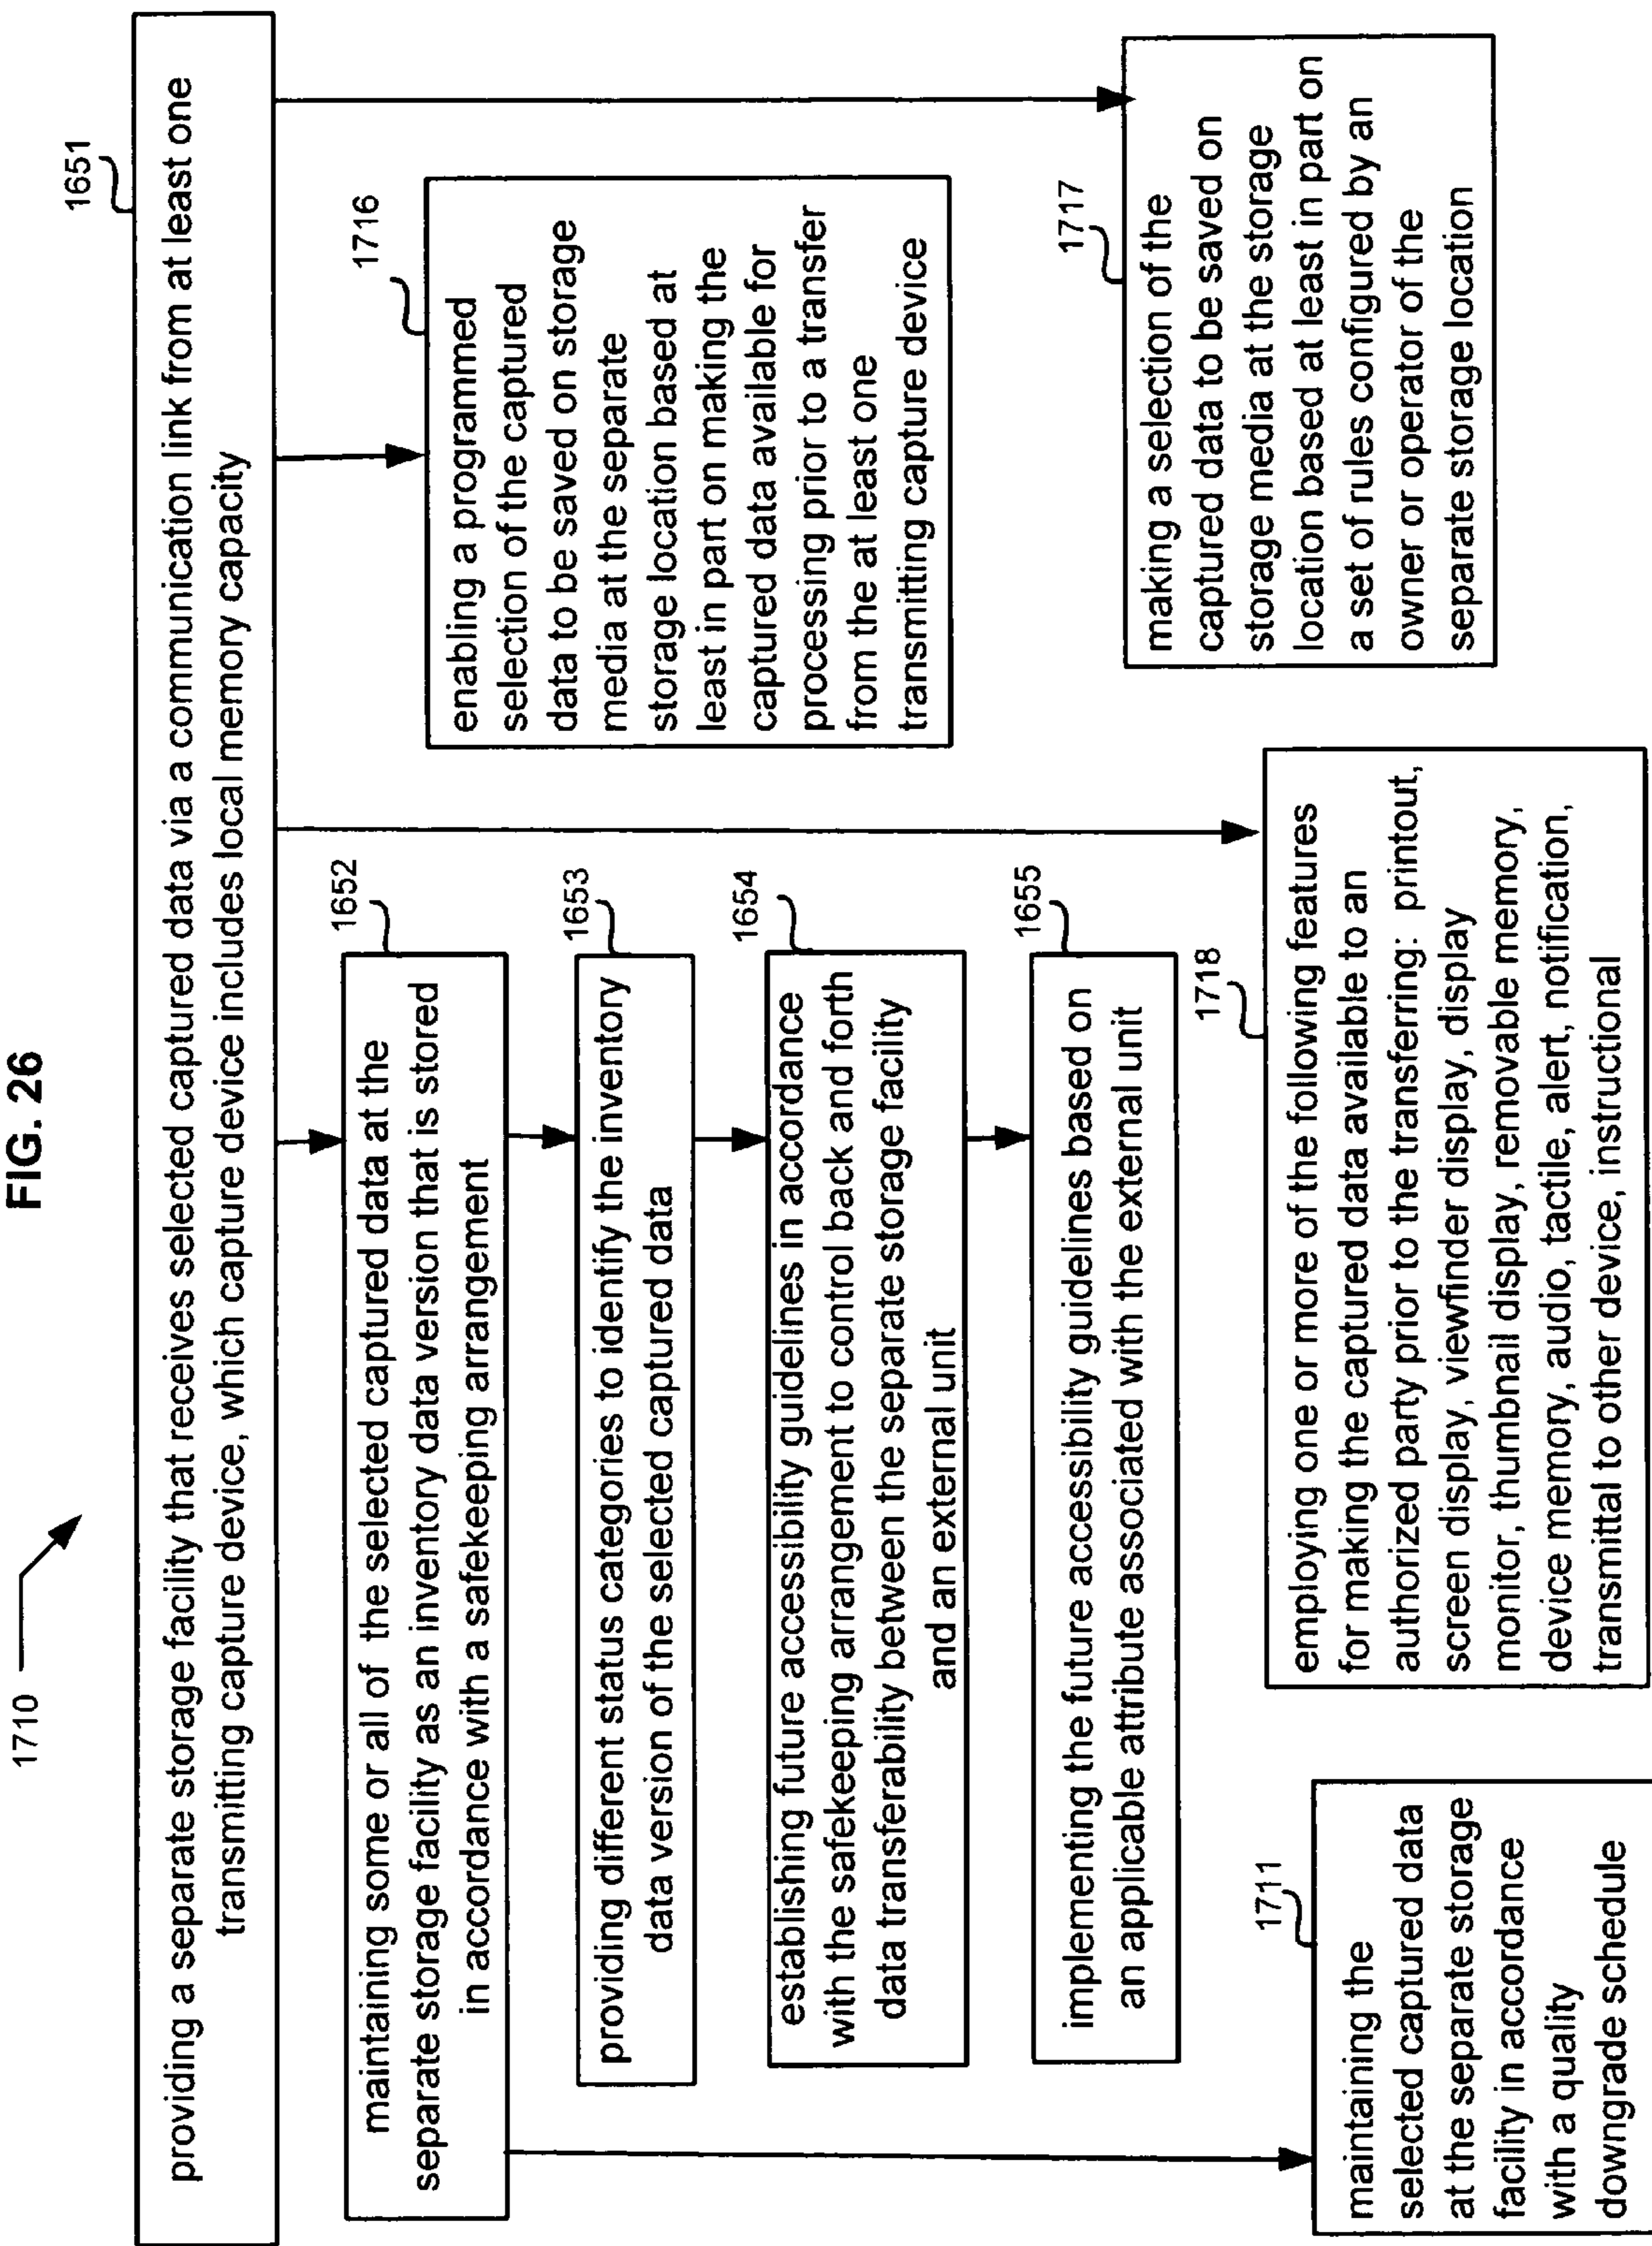 FIG. 26
1710
1651
providing a separate storage facility that receives selected captured data via a communication link from at least one
transmitting capture device, which capture device includes local memory capacity
1652
maintaining some or all of the selected captured data at the
separate storage facility as an inventory data version that is stored
in accordance with a safekeeping arrangement
1653
providing different status categories to identify the inventory
data version of the selected captured data
1654
establishing future accessibility guidelines in accordance
with the safekeeping arrangement to control back and forth
data transferability between the separate storage facility
and an external unit
1655
implementing the future accessibility guidelines based on
an applicable attribute associated with the external unit
1716
enabling a programmed
selection of the captured
data to be saved on storage
media at the separate
storage location based at
least in part on making the
captured data available for
processing prior to a transfer
from the at least one
transmitting capture device
1711
maintaining the
selected captured data
at the separate storage
facility in accordance
with a quality
downgrade schedule
1718
employing one or more of the following features
for making the captured data available to an
authorized party prior to the transferring: printout,
screen display, viewfinder display, display
monitor, thumbnail display, removable memory,
device memory, audio, tactile, alert, notification,
transmittal to other device, instructional
1717
making a selection of the
captured data to be saved on
storage media at the storage
location based at least in part on
a set of rules configured by an
owner or operator of the
separate storage location